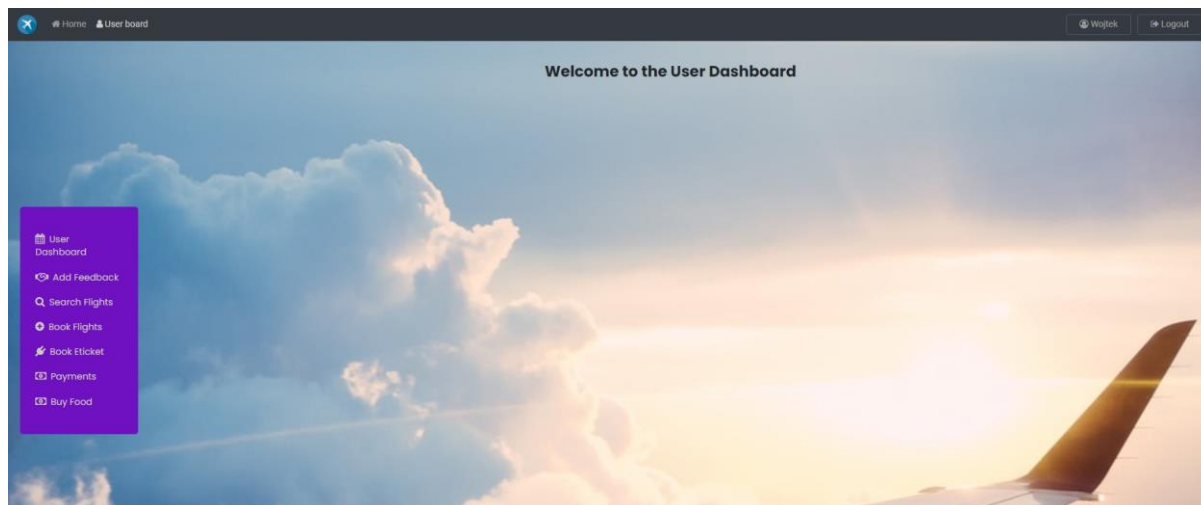 Home
User board
Wojtek
Logout
Welcome to the User Dashboard
User
Dashboard
Add Feedback
Search Flights
Book Flights
Book Eticket
Payments
Buy Food